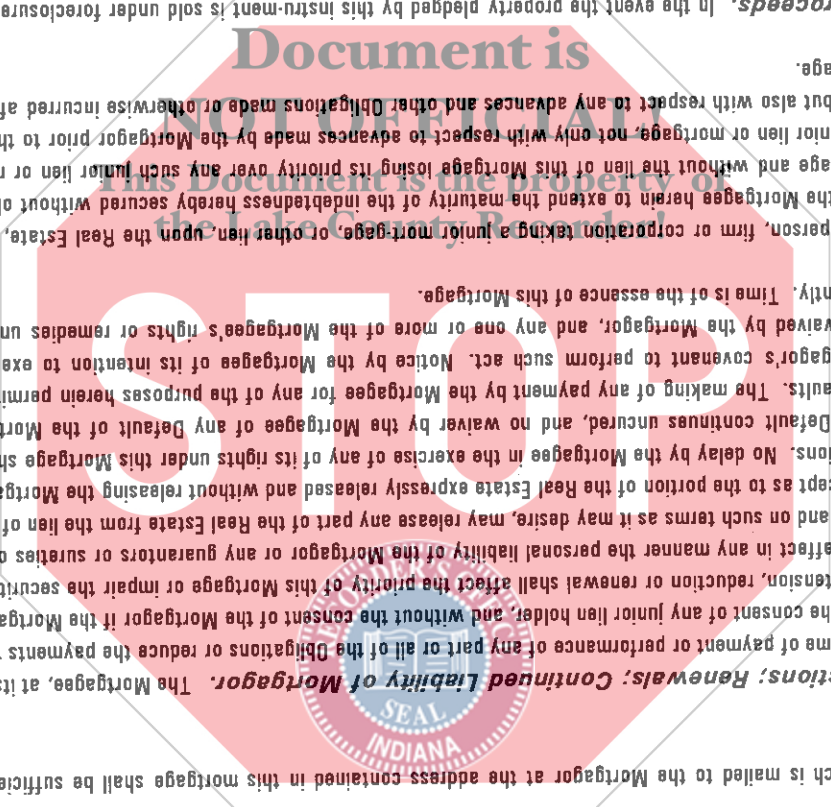 ch is mailed to the Mortgagor at the address contained in this mortgage shall be sufficie
ctions; Renewals; Continued Liability of Mortgagor. The Mortgagee, at its
me of payment or performance of any part or all of the Obligations or reduce the payments
he consent of any junior lien holder, and without the consent of the Mortgagor if the Mortga
tension, reduction or renewal shall affect the priority of this Mortgage or impair the securit
affect in any manner the personal liability of the Mortgagor or any guarantors or sureties o
and on such terms as it may desire, may release any part of the Real Estate from the lien of
cept as to the portion of the Real Estate expressly released and without releasing the Mortga
ions. No delay by the Mortgagee in the exercise of any of its rights under this Mortgage sh
Default continues uncured, and no waiver by the Mortgagee of any Default of the Mort
aults. The making of any payment by the Mortgagee for any of the purposes herein permi
gagor's covenant to perform such act. Notice by the Mortgagee of its intention to exe
waived by the Mortgagor, and any one or more of the Mortgagee's rights or remedies un
ntly. Time is of the essence of this Mortgage.
person, firm or corporation taking a junior mort-gage, or other lien, upon the Real Estate,
the Mortgagee herein to extend the maturity of the indebtedness hereby secured without o
age and without the lien of this Mortgage losing its priority over any such junior lien or
nior lien or mortgage, not only with respect to advances made by the Mortgagor prior to th
but also with respect to any advances and other Obligations made or otherwise incurred af
age.
roceeds. In the event the property pledged by this instru-ment is sold under foreclosure
Document is
NOT OFFICIAL!
This Document is the property of
the Lake County Recorder!
STOP
RECORDER'S OFFICE
SEAL
INDIANA